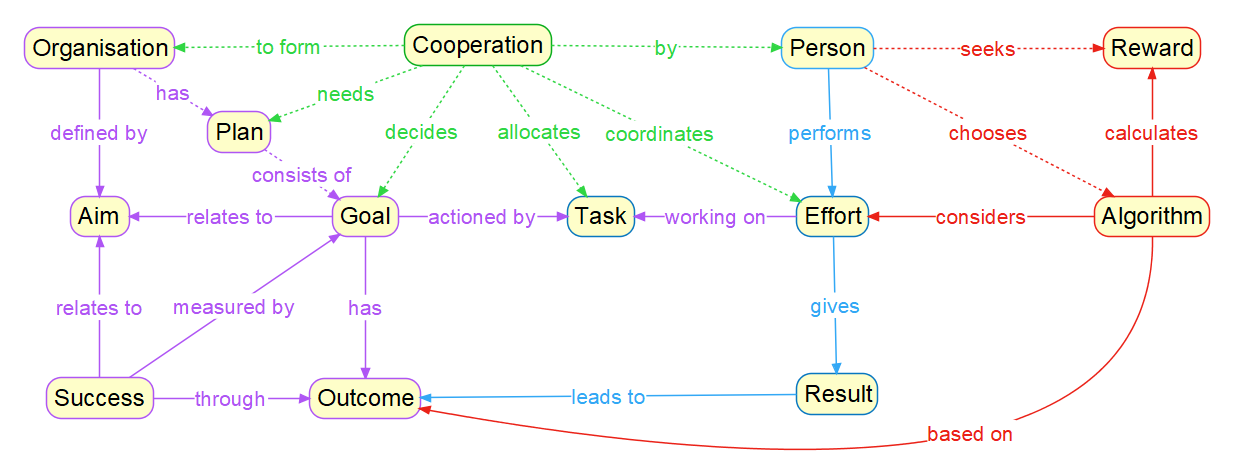 Organisation
to form
Cooperation
by
Person
seeks
Reward
has
Plan
needs
defined by
decides
allocates
coordinates
performs
chooses
calculates
consists of
Aim
relates to
Goal
actioned by
Task
working on
Effort
considers
Algorithm
relates to
measured by
has
gives
Success
through
Outcome
leads to
Result
based on